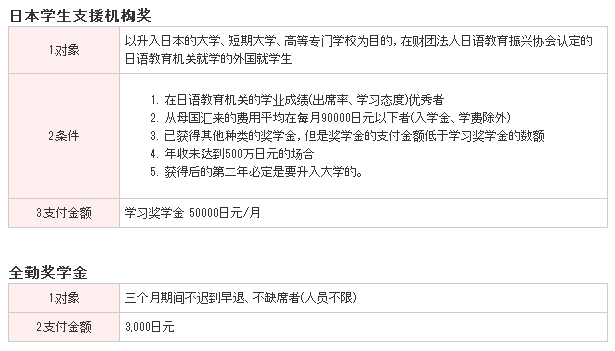 日本学生支援机构奖
1.对象
以升入日本的大学、短期大学、高等专门学校为目的,在财团法人日语教育振兴协会认定的
日语教育机关就学的外国就学生
2.条件
1. 在日语教育机关的学业成绩(出席率、学习态度)优秀者
2. 从母国汇来的费用平均在每月90000日元以下者(入学金、学费除外)
3. 已获得其他种类的奖学金,但是奖学金的支付金额低于学习奖学金的数额
4. 年收未达到500万日元的场合
5. 获得后的第二年必定是要升入大学的。
3.支付金额
学习奖学金 50000日元/月
全勤奖学金
1.对象
三个月期间不迟到早退、不缺席者(人员不限)
2.支付金额
3,000日元